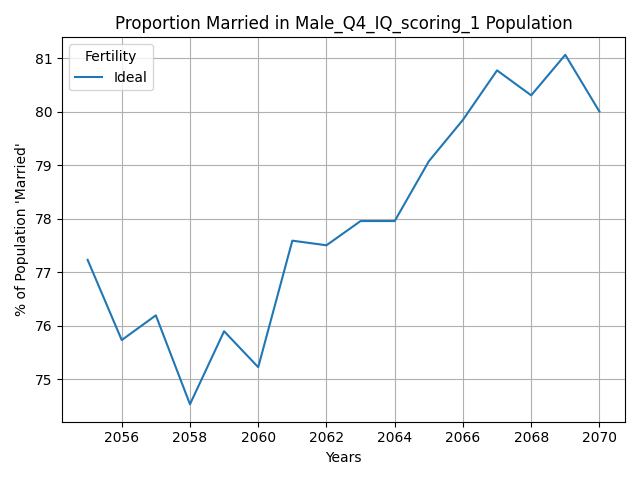 Proportion Married in Male_Q4_IQ_scoring_1 Population
Fertility
Ideal
% of Population 'Married'
81
80
79
78
77
76
75
2056 2058 2060 2062 2064 2066 2068 2070
Years